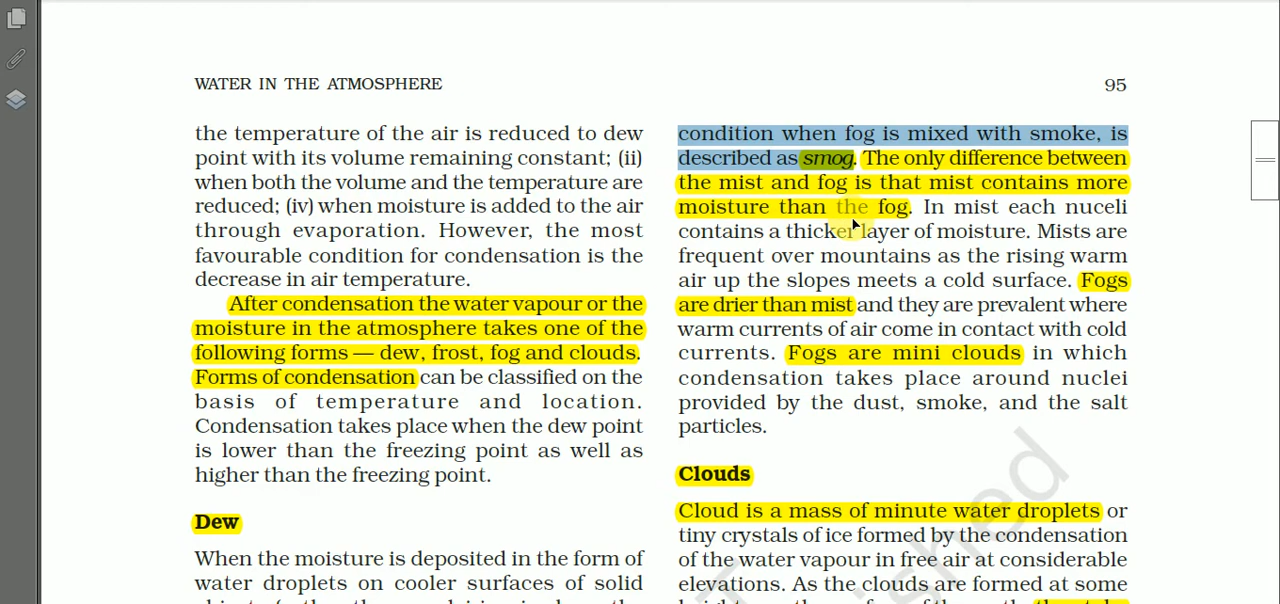 WATER IN THE ATMOSPHERE
95
the temperature of the air is reduced to dew
point with its volume remaining constant; (ii)
when both the volume and the temperature are
reduced; (iv) when moisture is added to the air
through evaporation. However, the most
favourable condition for condensation is the
decrease in air temperature.
After condensation the water vapour or the
moisture in the atmosphere takes one of the
following forms — dew, frost, fog and clouds.
Forms of condensation can be classified on the
basis of temperature and location.
Condensation takes place when the dew point
is lower than the freezing point as well as
higher than the freezing point.
Dew
When the moisture is deposited in the form of
water droplets on cooler surfaces of solid
condition when fog is mixed with smoke, is
described as smog. The only difference between
the mist and fog is that mist contains more
moisture than the fog. In mist each nuceli
contains a thicker layer of moisture. Mists are
frequent over mountains as the rising warm
air up the slopes meets a cold surface. Fogs
are drier than mist and they are prevalent where
warm currents of air come in contact with cold
currents. Fogs are mini clouds in which
condensation takes place around nuclei
provided by the dust, smoke, and the salt
particles.
Clouds
Cloud is a mass of minute water droplets or
tiny crystals of ice formed by the condensation
of the water vapour in free air at considerable
elevations. As the clouds are formed at some